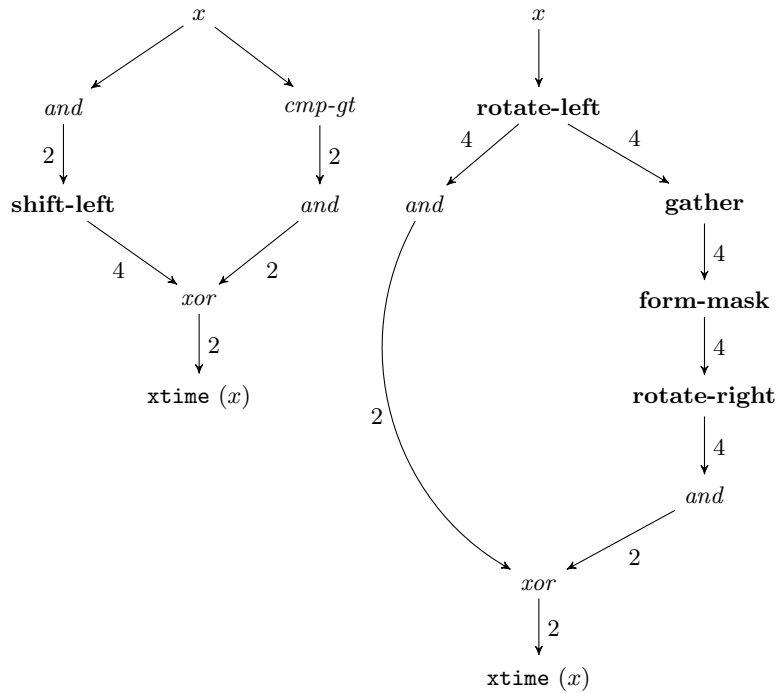 x
and
cmp-gt
2
2
shift-left
and
4
2
xor
2
xtime (x)
x
rotate-left
4
4
and
gather
4
form-mask
4
rotate-right
4
2
and
2
xor
2
xtime (x)